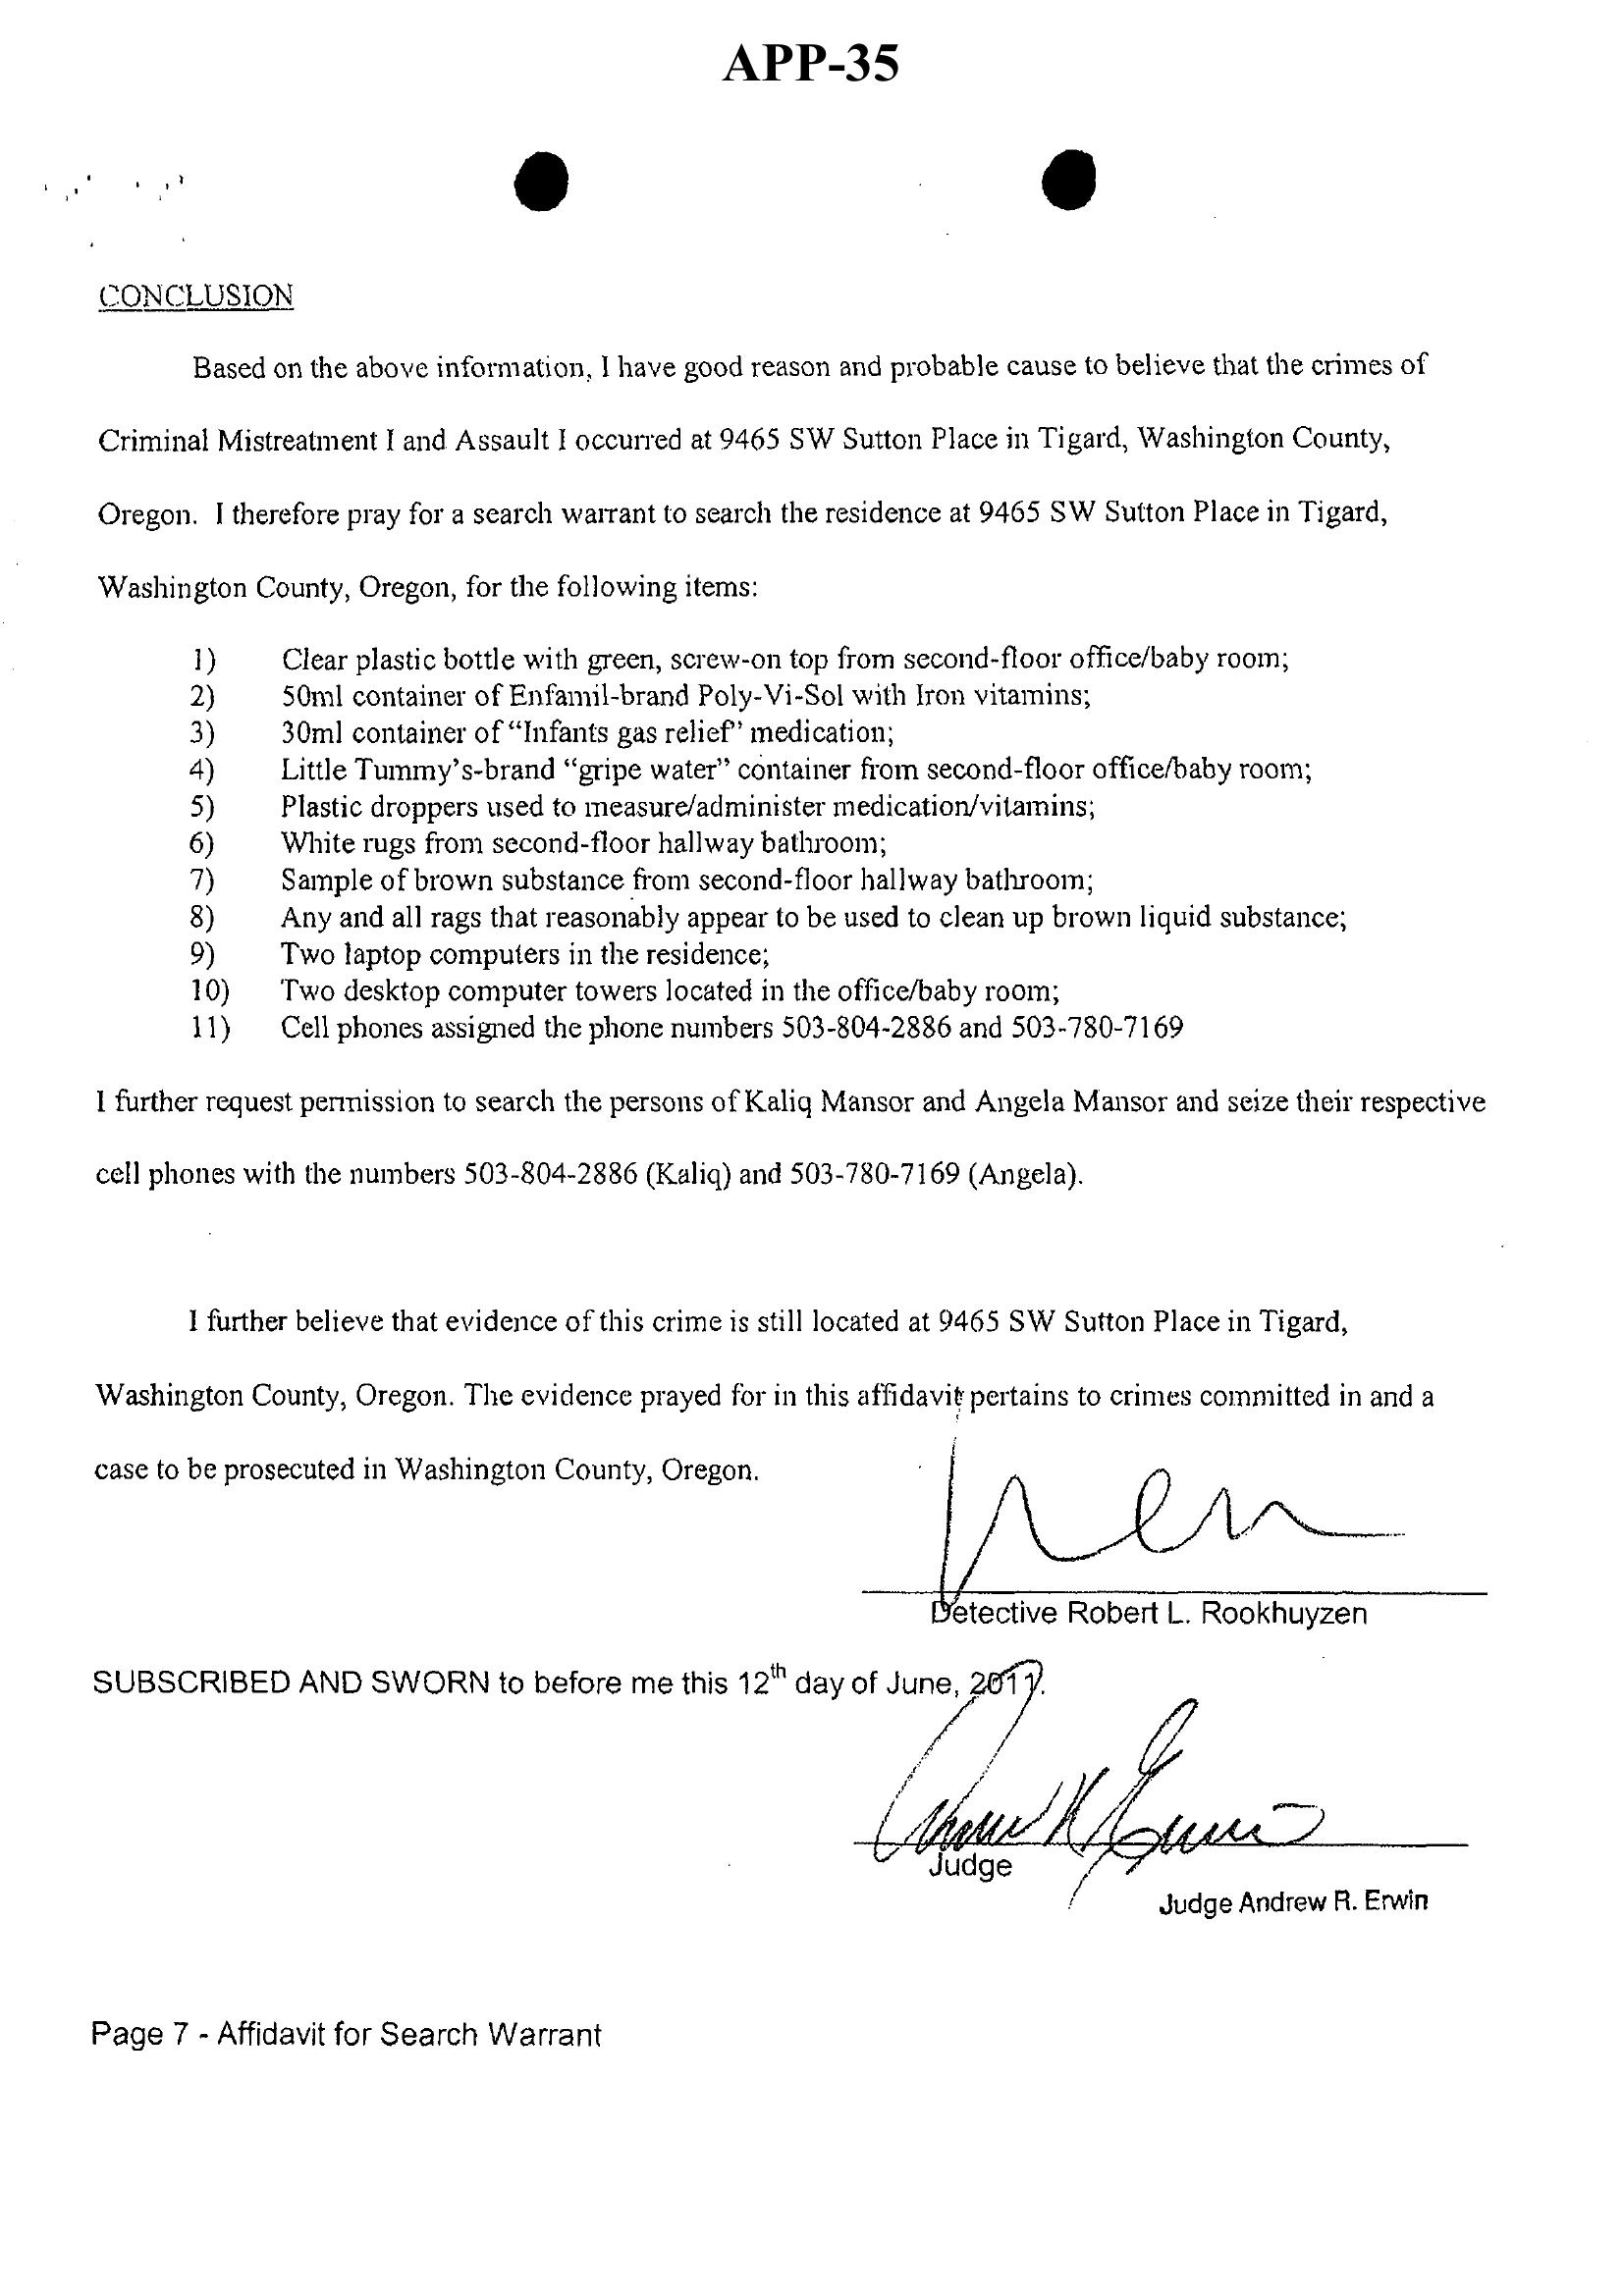 APP-35
CONCLUSION
Based on the above information, I have good reason and probable cause to believe that the crimes of
Criminal Mistreatment I and Assault I occurred at 9465 SW Sutton Place in Tigard, Washington County,
Oregon. I therefore pray for a search warrant to search the residence at 9465 SW Sutton Place in Tigard,
Washington County, Oregon, for the following items:
1) Clear plastic bottle with green, screw-on top from second-floor office/baby room;
2) 50ml container of Enfamil-brand Poly-Vi-Sol with Iron vitamins;
3) 30ml container of “Infants gas relief” medication;
4) Little Tummy’s-brand “gripe water” container from second-floor office/baby room;
5) Plastic droppers used to measure/administer medication/vitamins;
6) White rugs from second-floor hallway bathroom;
7) Sample of brown substance from second-floor hallway bathroom;
8) Any and all rags that reasonably appear to be used to clean up brown liquid substance;
9) Two laptop computers in the residence;
10) Two desktop computer towers located in the office/baby room;
11) Cell phones assigned the phone numbers 503-804-2886 and 503-780-7169
I further request permission to search the persons of Kaliq Mansor and Angela Mansor and seize their respective
cell phones with the numbers 503-804-2886 (Kaliq) and 503-780-7169 (Angela).
I further believe that evidence of this crime is still located at 9465 SW Sutton Place in Tigard,
Washington County, Oregon. The evidence prayed for in this affidavit pertains to crimes committed in and a
case to be prosecuted in Washington County, Oregon.
Detective Robert L. Rookhuyzen
SUBSCRIBED AND SWORN to before me this 12th day of June, 2011.
Judge
Judge Andrew R. Erwin
Page 7 - Affidavit for Search Warrant